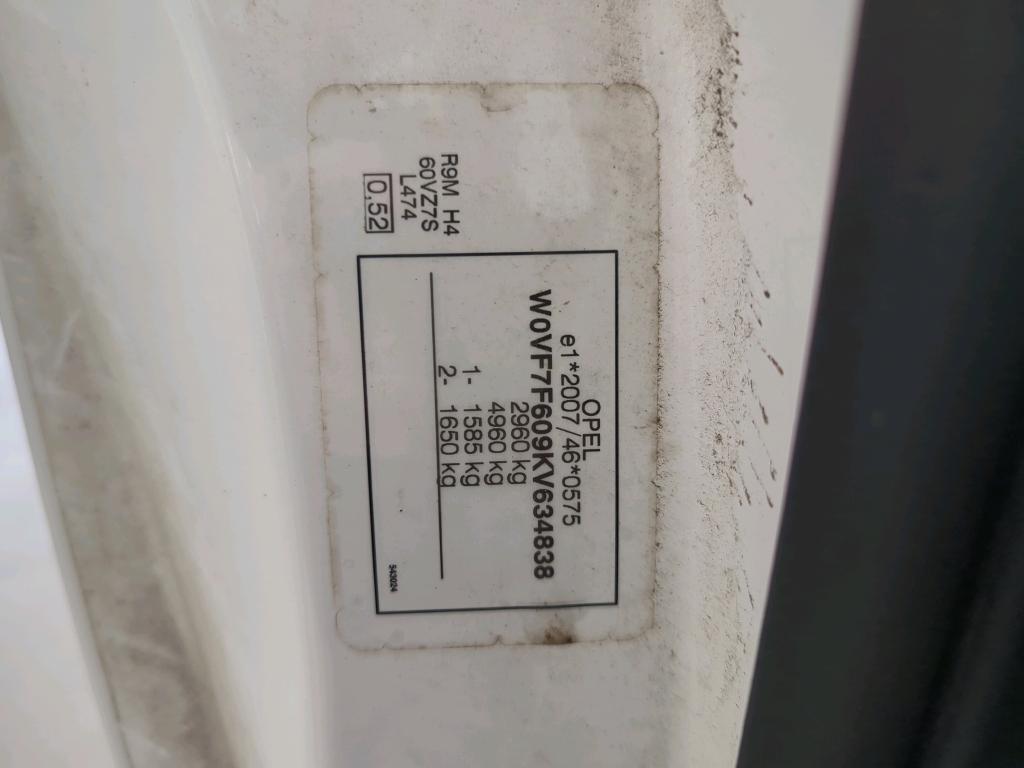 OPEL
e1*2007/46*0575
W0VF7F609KV634838
2960 kg
4960 kg
1- 1585 kg
2- 1650 kg
543024
R9M H4
60VZ7S
L474
0,52